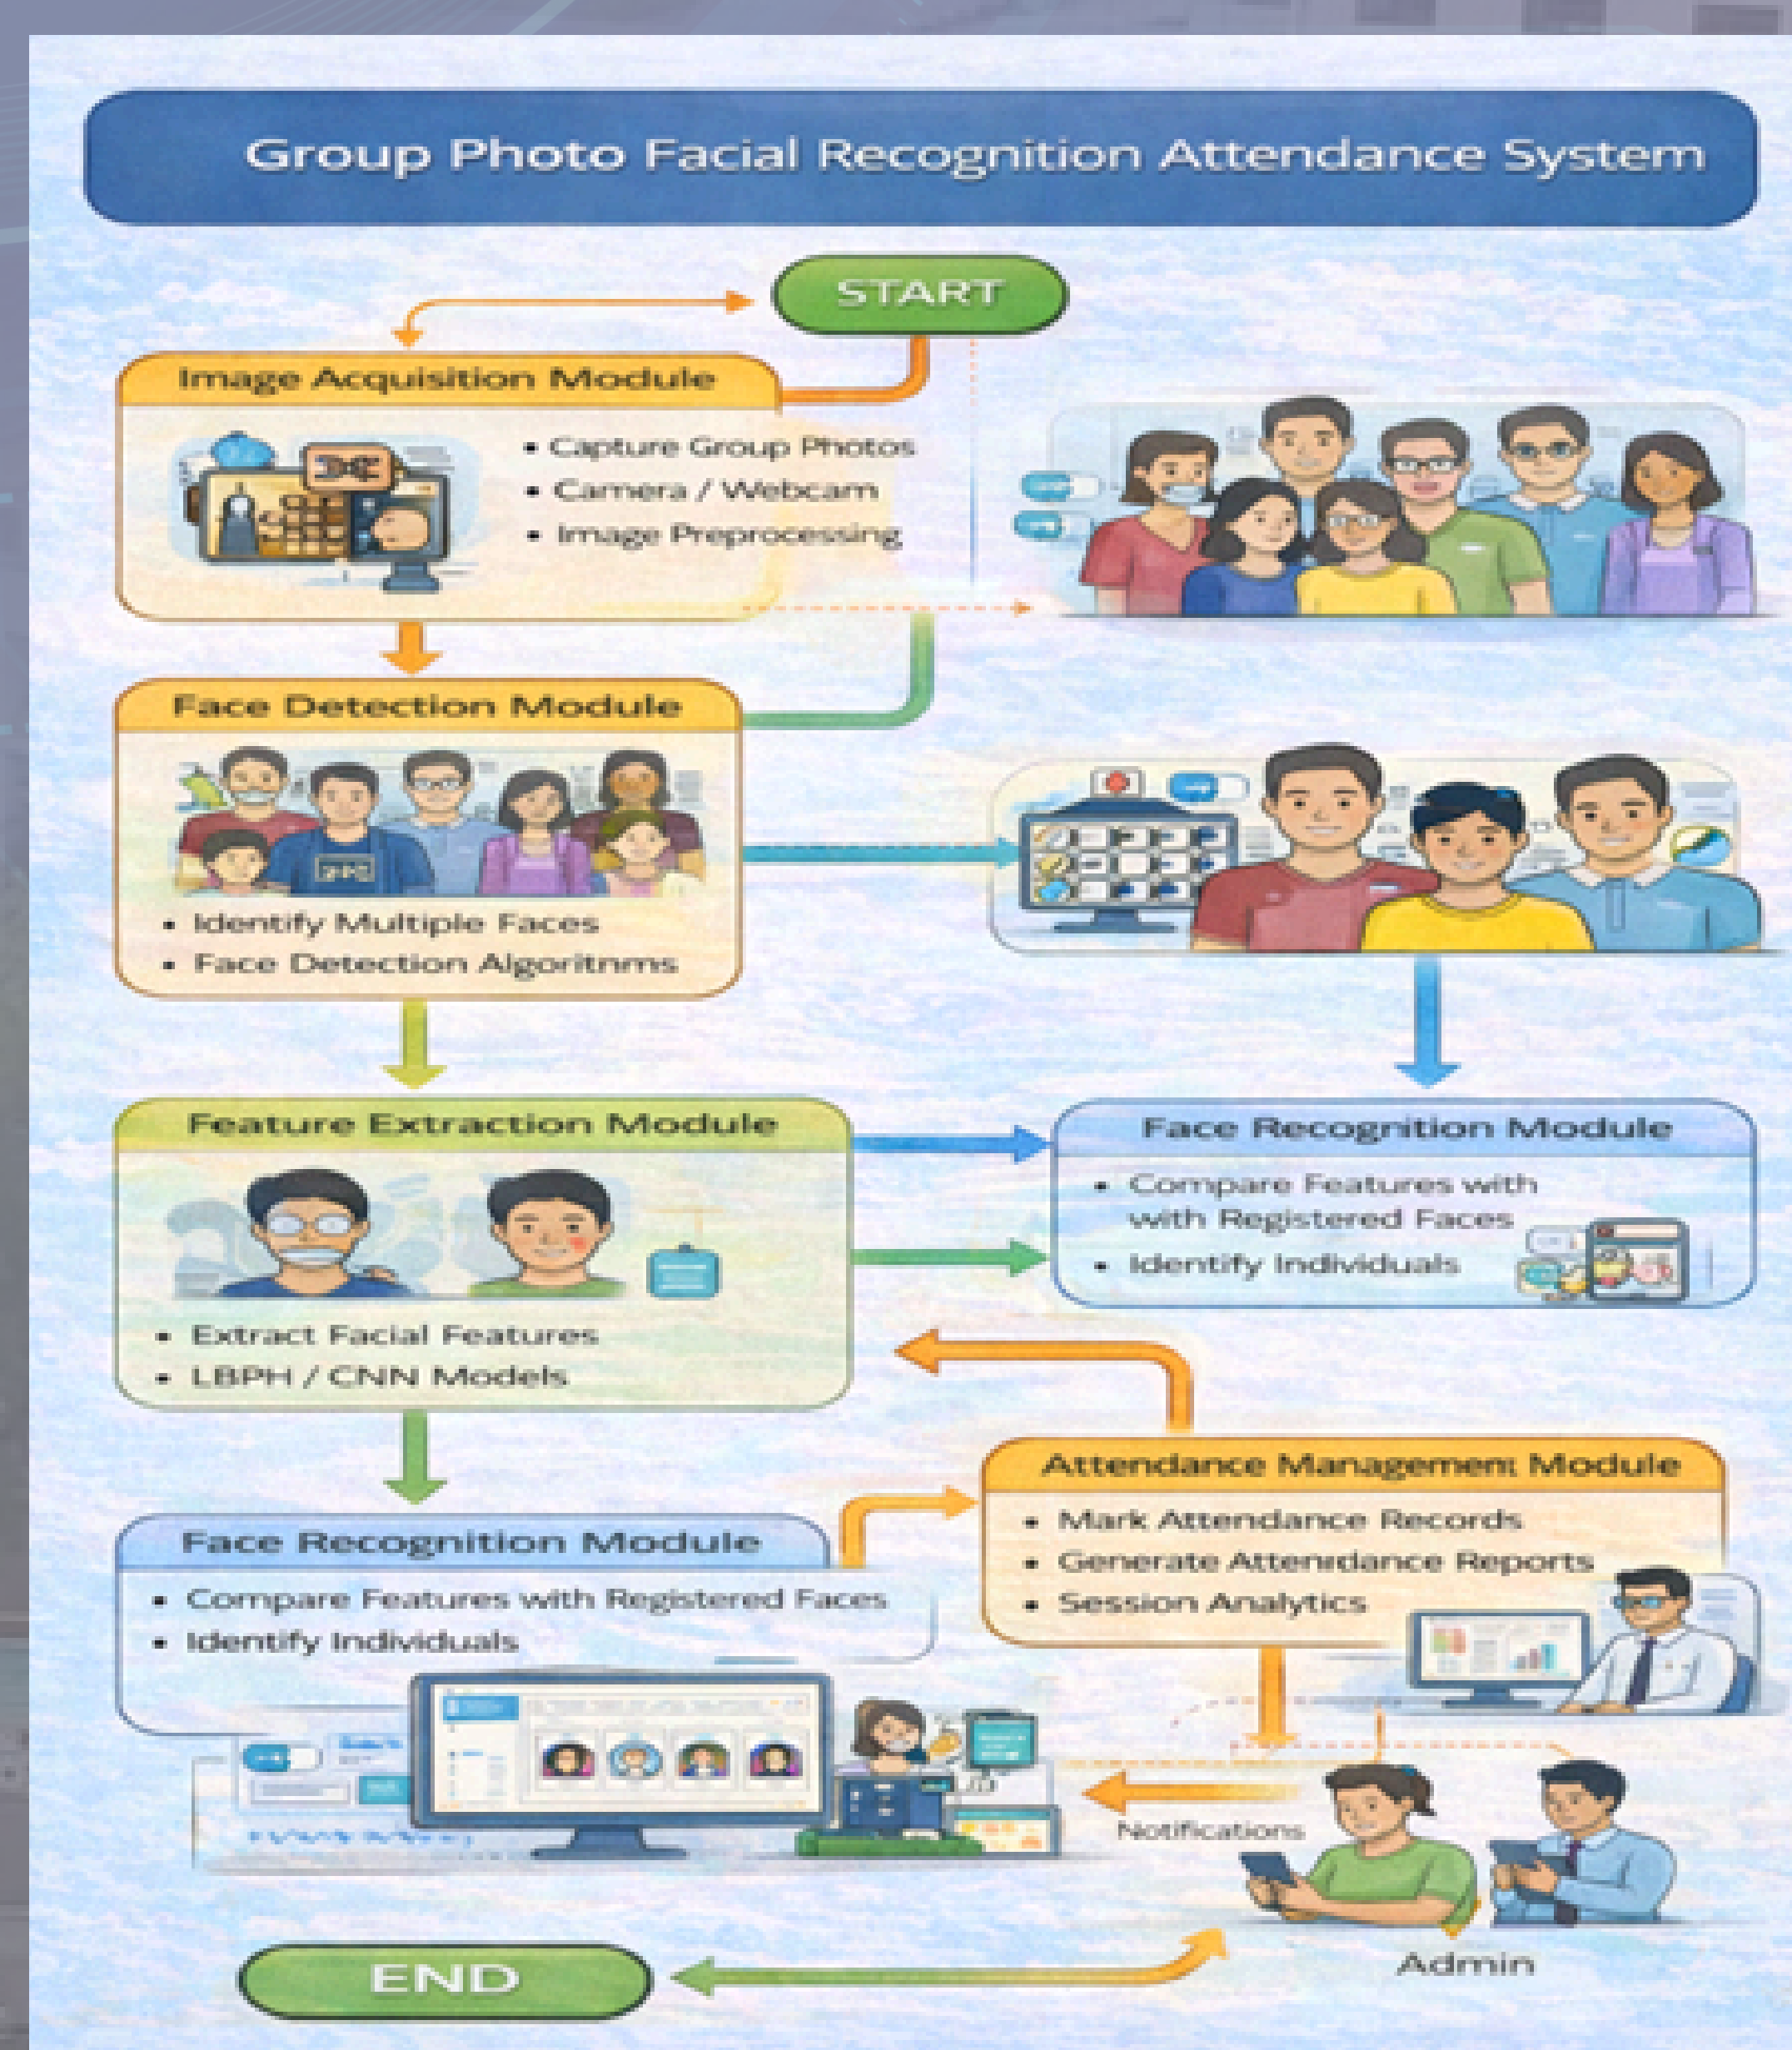 Group Photo Facial Recognition Attendance System
START
Image Acquisition Module
• Capture Group Photos
• Camera / Webcam
• Image Preprocessing
Face Detection Module
• Identify Multiple Faces
• Face Detection Algoritnms
Feature Extraction Module
• Extract Facial Features
• LBPH / CNN Models
Face Recognition Module
• Compare Features with
with Registered Faces
• Identify Individuals
Attendance Management Module
• Mark Attendance Records
• Generate Attenrdance Reports
• Session Analytics
Face Recognition Module
• Compare Features with Registered Faces
• Identify Individuals
Notifications
Admin
END